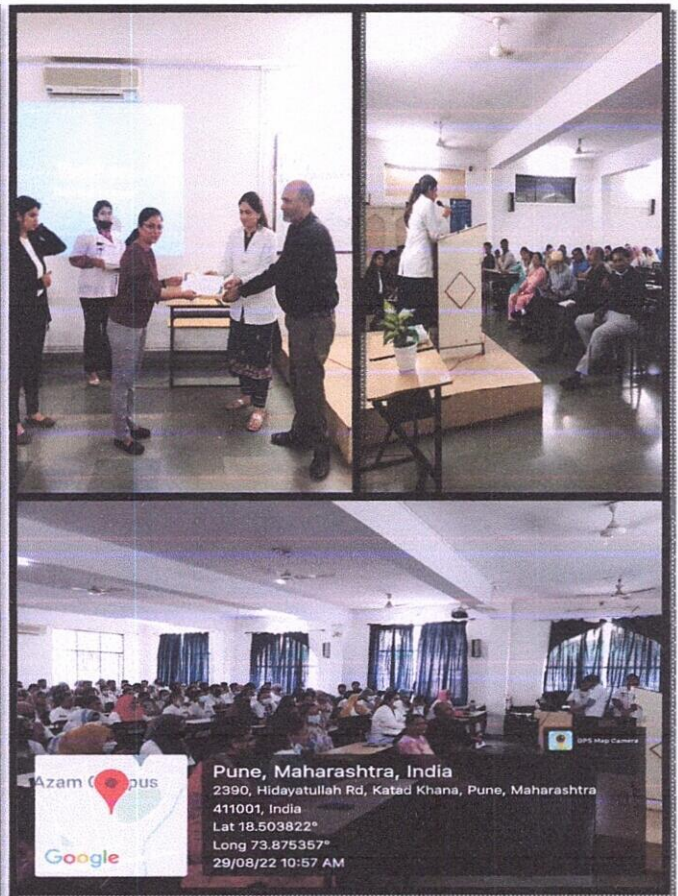 GPS Map Camera
Azam Campus
Google
Pune, Maharashtra, India
2390, Hidayatullah Rd, Katad Khana, Pune, Maharashtra
411001, India
Lat 18.503822°
Long 73.875357°
29/08/22 10:57 AM